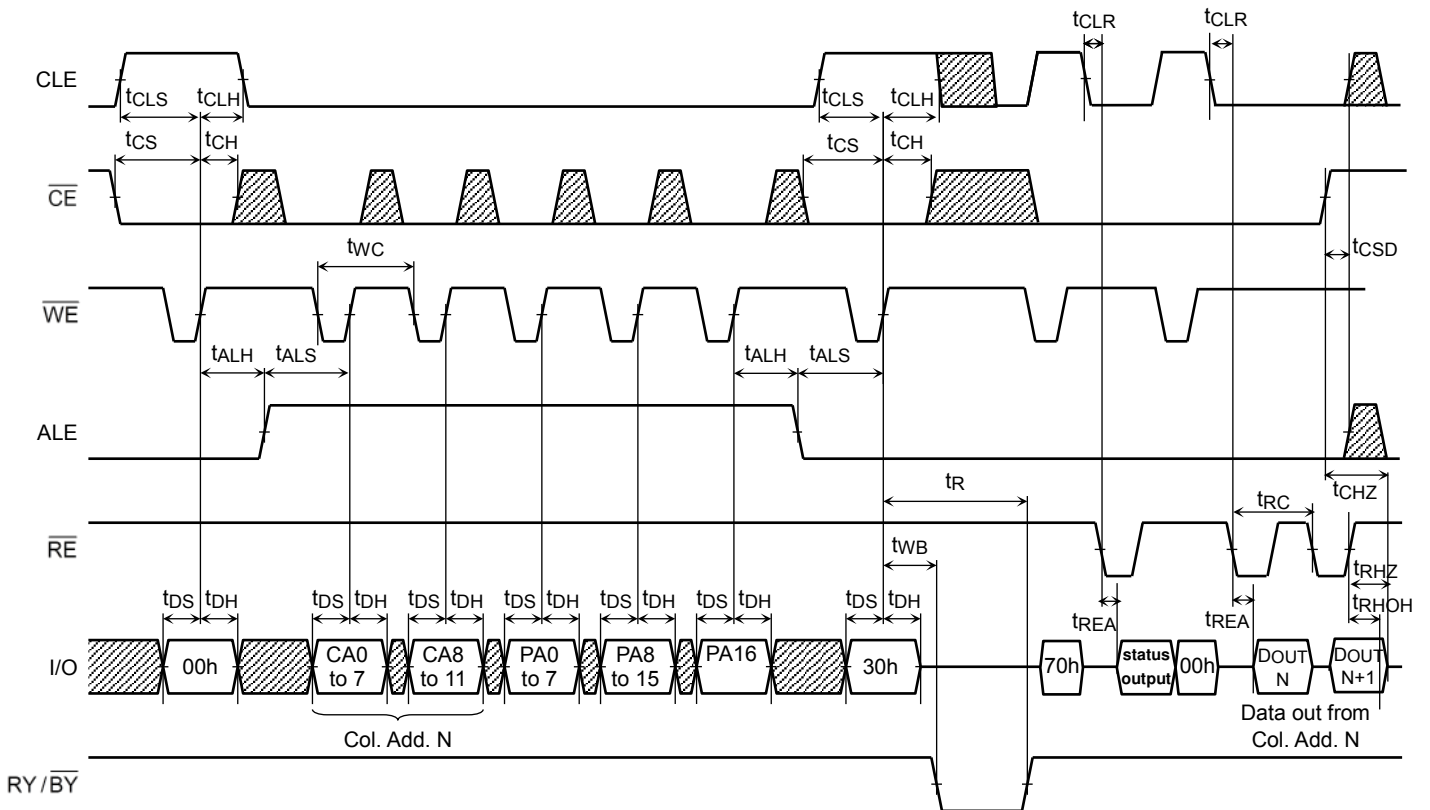 tCLR tCLR
CLE
tCLS tCLH tCLS tCLH
tCS tCH tCS tCH
CE
tWC tCSD
WE
tALH tALS tALH tALS
ALE
tR tCHZ
tRC
RE
tWB
tRHZ
tDS tDH tDS tDH tDS tDH tDS tDH tDS tDH tDS tDH tDS tDH tRHOH
tREA tREA
I/O 00h CA0 to 7 CA8 to 11 PA0 to 7 PA8 to 15 PA16 30h 70h status output 00h DOUT N DOUT N+1
Data out from
Col. Add. N Col. Add. N
RY/BY